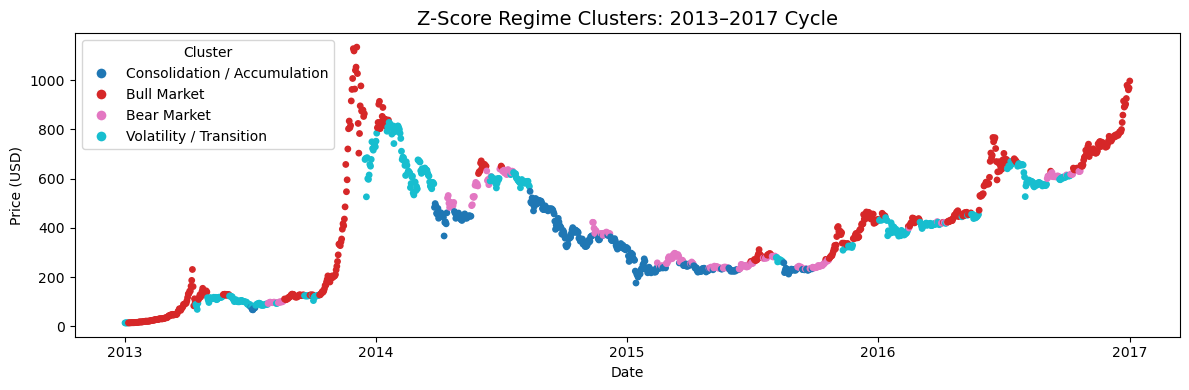 Z-Score Regime Clusters: 2013–2017 Cycle
Cluster
Consolidation / Accumulation
Bull Market
Bear Market
Volatility / Transition
Price (USD)
1000
800
600
400
200
0
2013
2014
2015
2016
2017
Date